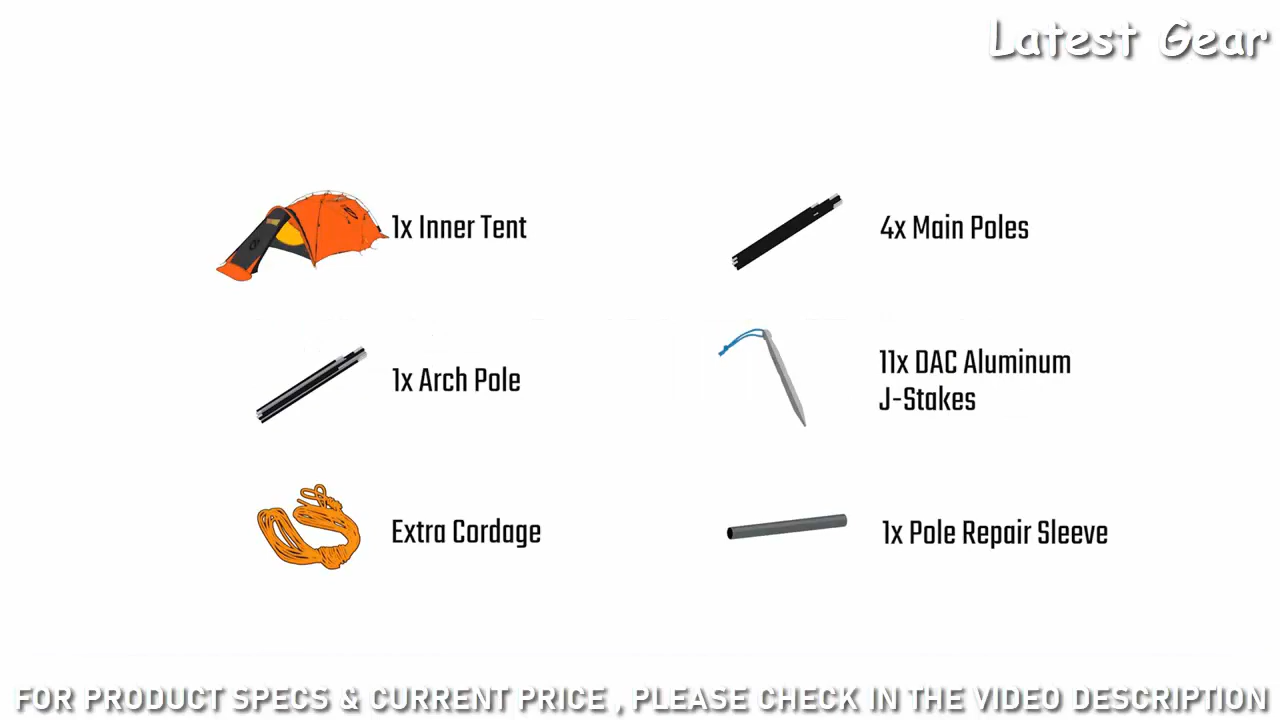 Latest Gear
1x Inner Tent
4x Main Poles
1x Arch Pole
11x DAC Aluminum
J-Stakes
Extra Cordage
1x Pole Repair Sleeve
FOR PRODUCT SPECS & CURRENT PRICE , PLEASE CHECK IN THE VIDEO DESCRIPTION